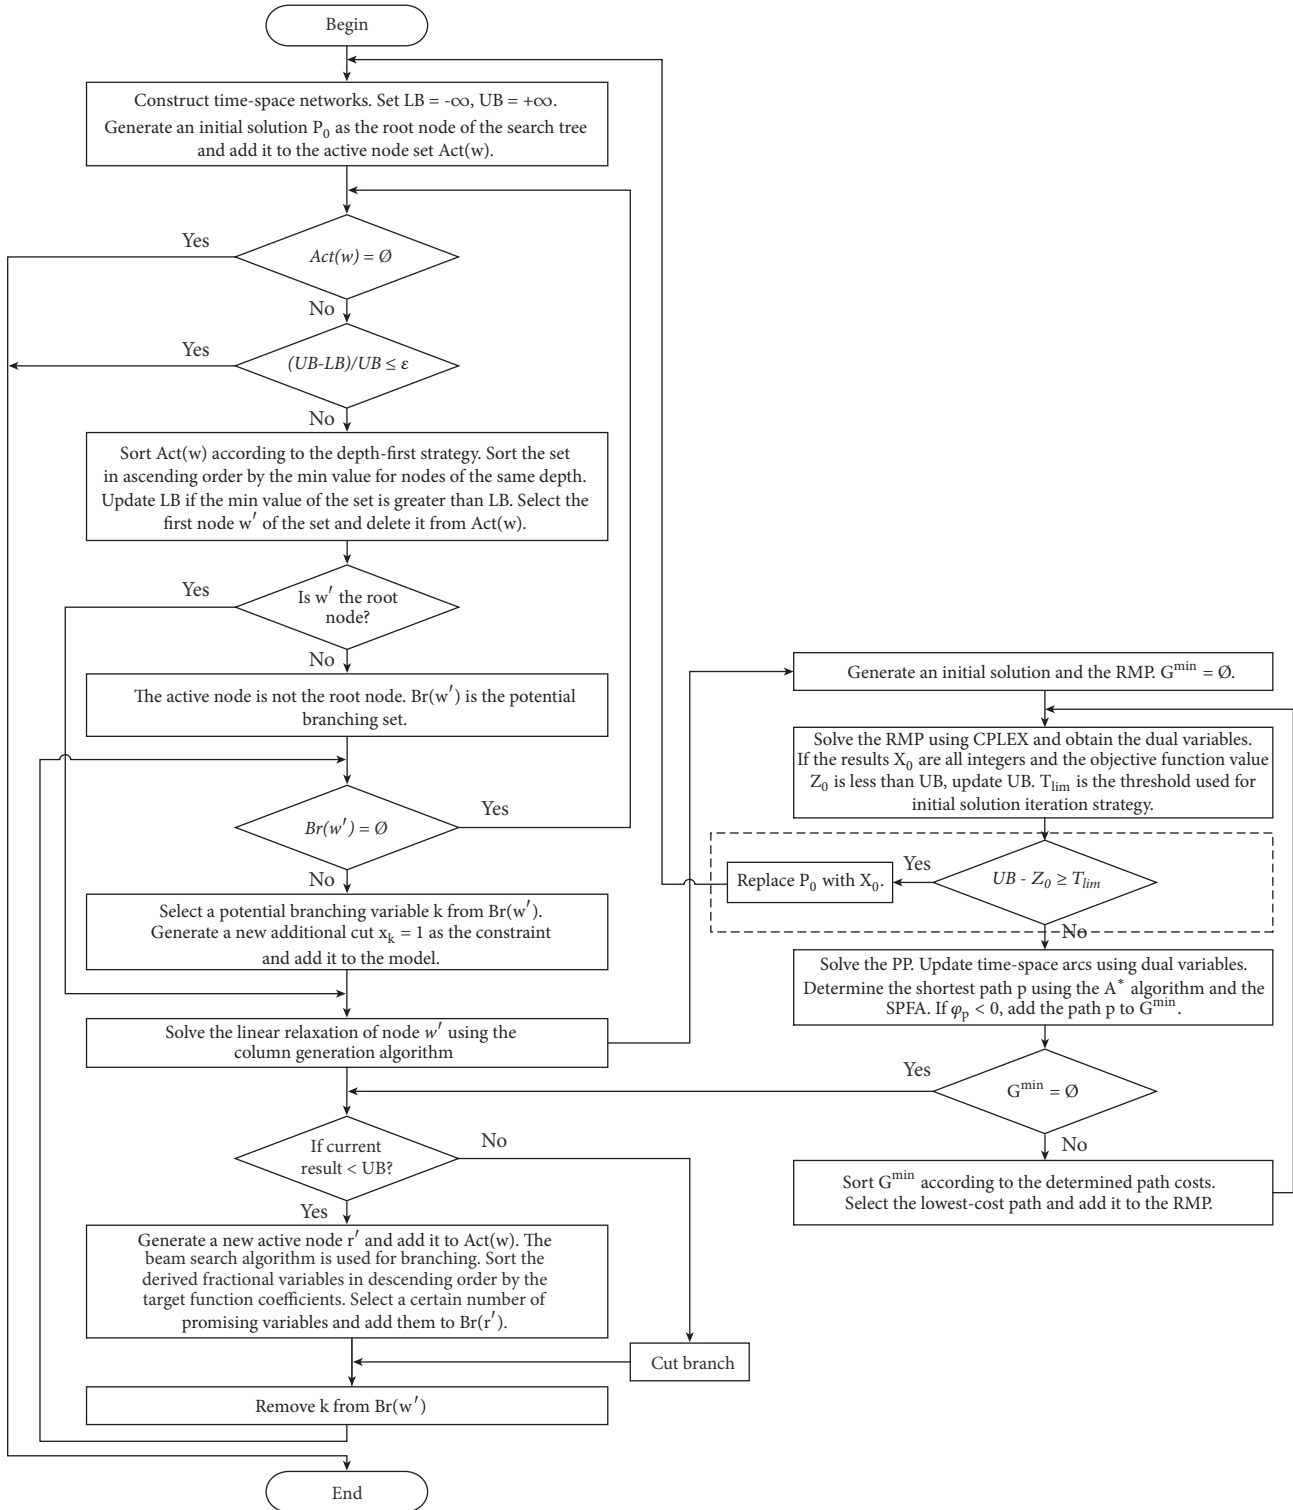 Begin
Construct time-space networks. Set LB = -∞, UB = +∞.
Generate an initial solution P₀ as the root node of the search tree
and add it to the active node set Act(w).
Yes
Act(w) = Ø
No
Yes
(UB-LB)/UB ≤ ε
No
Sort Act(w) according to the depth-first strategy. Sort the set
in ascending order by the min value for nodes of the same depth.
Update LB if the min value of the set is greater than LB. Select the
first node w′ of the set and delete it from Act(w).
Yes
Is w′ the root
node?
No
The active node is not the root node. Br(w′) is the potential
branching set.
Yes
Br(w′) = Ø
No
Select a potential branching variable k from Br(w′).
Generate a new additional cut xₖ = 1 as the constraint
and add it to the model.
Solve the linear relaxation of node w′ using the
column generation algorithm
If current
result < UB?
No
Yes
Generate a new active node r′ and add it to Act(w). The
beam search algorithm is used for branching. Sort the
derived fractional variables in descending order by the
target function coefficients. Select a certain number of
promising variables and add them to Br(r′).
Cut branch
Remove k from Br(w′)
End
Generate an initial solution and the RMP. G^min = Ø.
Solve the RMP using CPLEX and obtain the dual variables.
If the results X₀ are all integers and the objective function value
Z₀ is less than UB, update UB. T_lim is the threshold used for
initial solution iteration strategy.
Yes
Replace P₀ with X₀.
UB - Z₀ ≥ T_lim
No
Solve the PP. Update time-space arcs using dual variables.
Determine the shortest path p using the A* algorithm and the
SPFA. If φₚ < 0, add the path p to G^min.
Yes
G^min = Ø
No
Sort G^min according to the determined path costs.
Select the lowest-cost path and add it to the RMP.